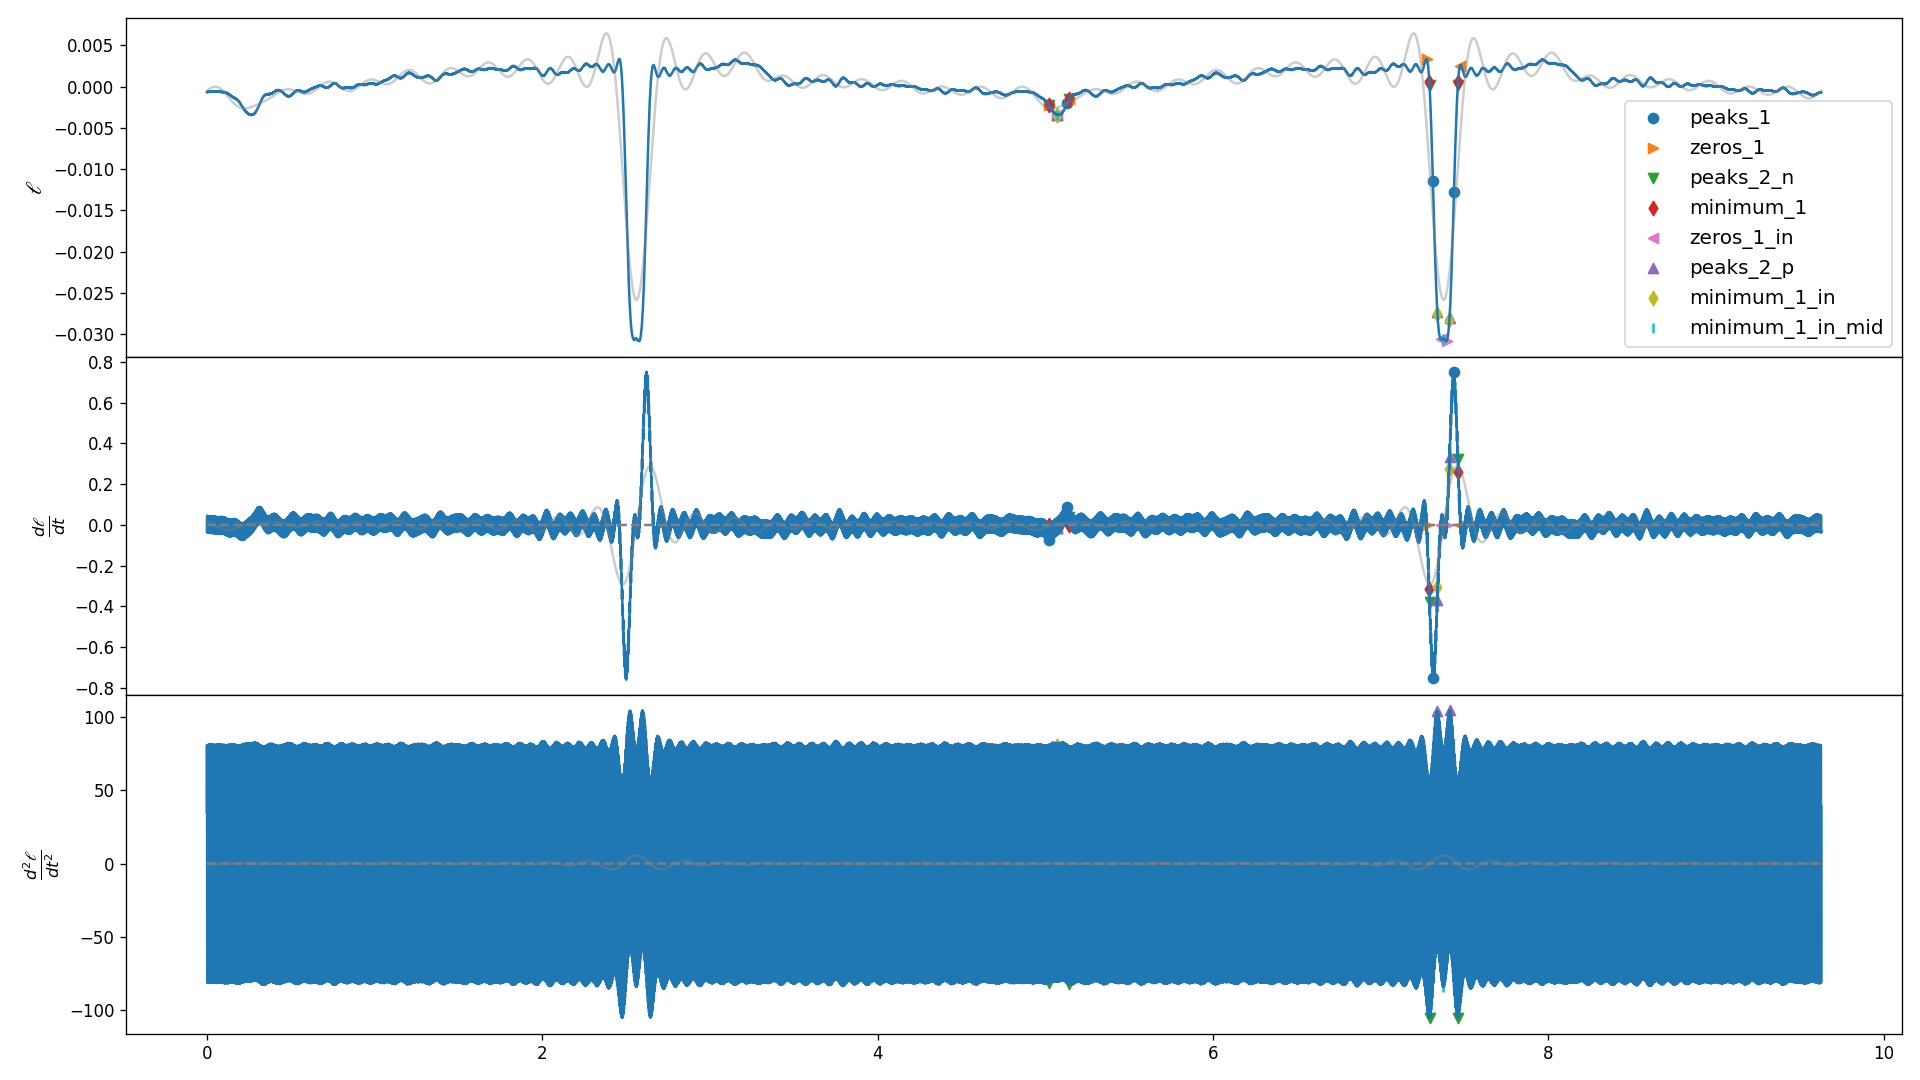 0.005
0.000
−0.005
−0.010
−0.015
−0.020
−0.025
−0.030
ℓ
peaks_1
zeros_1
peaks_2_n
minimum_1
zeros_1_in
peaks_2_p
minimum_1_in
minimum_1_in_mid
0.8
0.6
0.4
0.2
0.0
−0.2
−0.4
−0.6
−0.8
dℓ/dt
100
50
0
−50
−100
d²ℓ/dt²
0 2 4 6 8 10